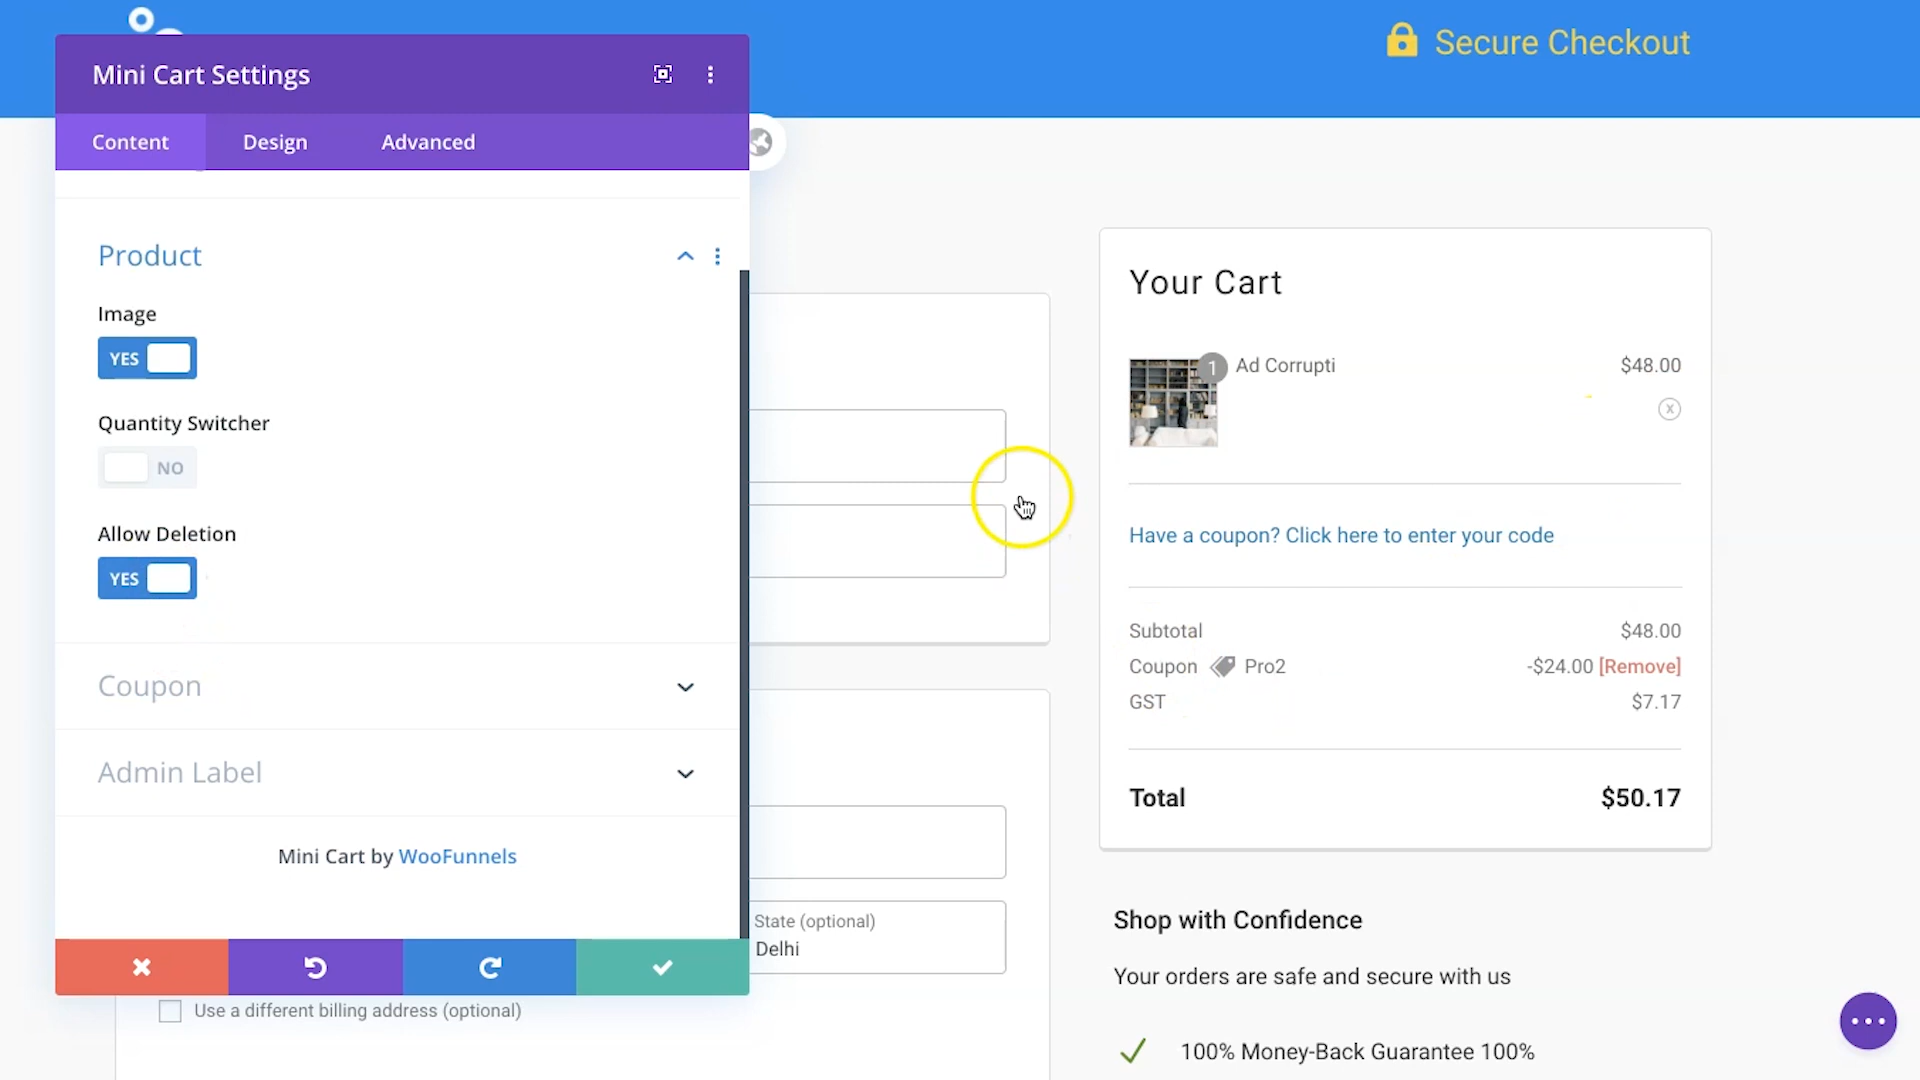 Secure Checkout
Mini Cart Settings
Content
Design
Advanced
Product
Image
YES
Quantity Switcher
NO
Allow Deletion
YES
Coupon
Admin Label
Mini Cart by WooFunnels
State (optional)
Delhi
Use a different billing address (optional)
Your Cart
1 Ad Corrupti $48.00
x
Have a coupon? Click here to enter your code
Subtotal $48.00
Coupon Pro2 -$24.00 [Remove]
GST $7.17
Total $50.17
Shop with Confidence
Your orders are safe and secure with us
100% Money-Back Guarantee 100%